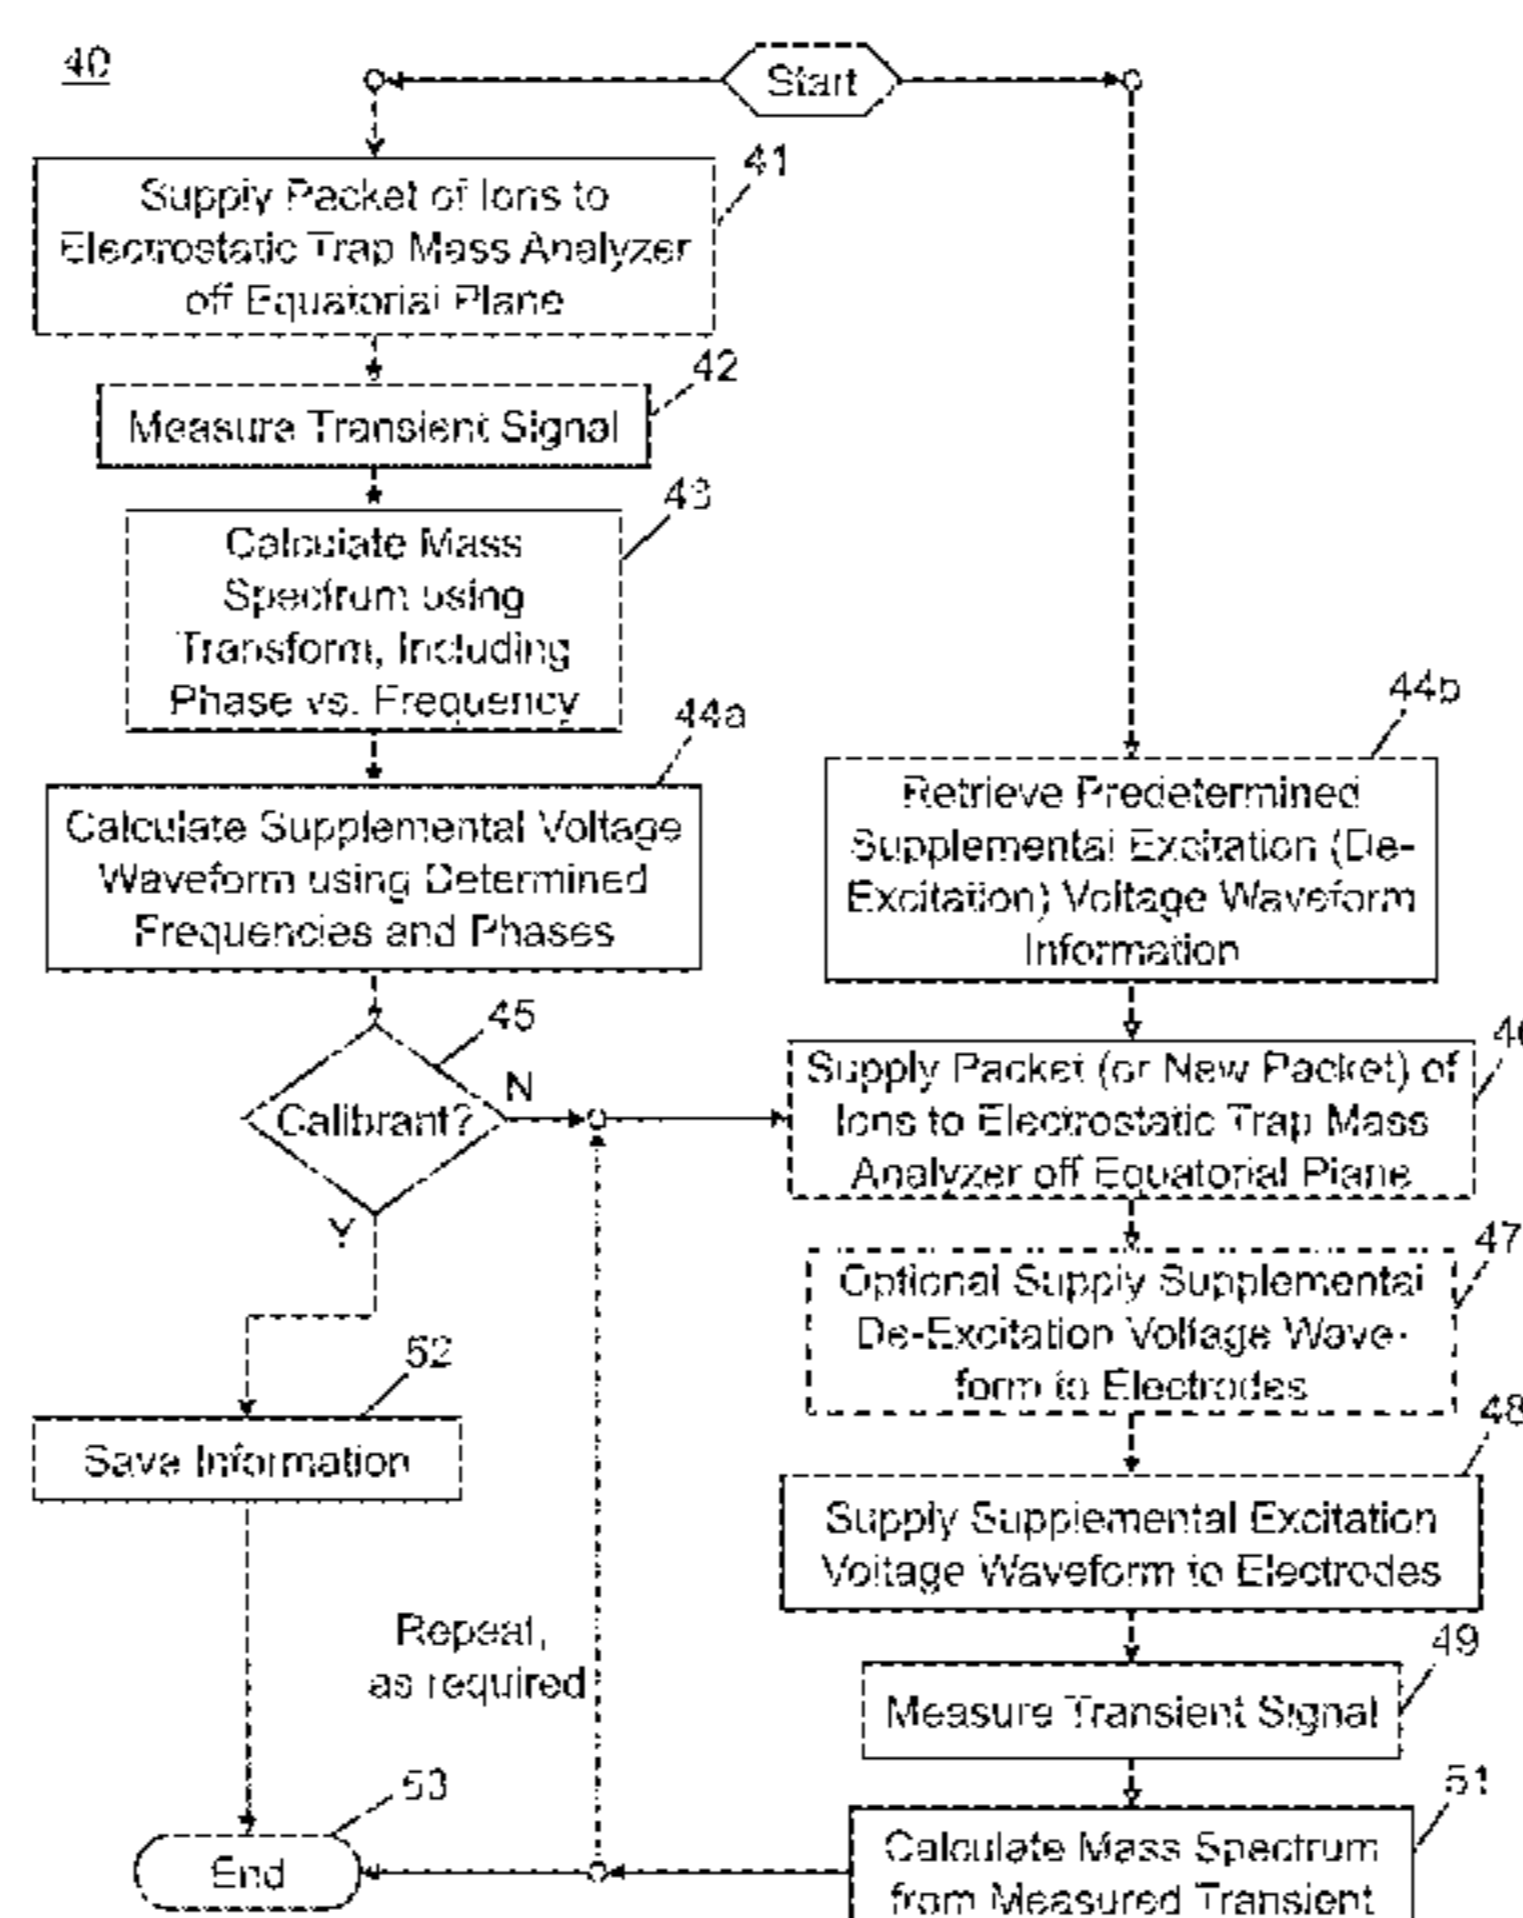 40
Start
41
Supply Packet of Ions to
Electrostatic Trap Mass Analyzer
off Equatorial Plane
42
Measure Transient Signal
43
Calculate Mass
Spectrum using
Transform, Including
Phase vs. Frequency
44a
Calculate Supplemental Voltage
Waveform using Determined
Frequencies and Phases
45
Calibrant?
N
Y
52
Save Information
53
End
Repeat,
as required
44b
Retrieve Predetermined
Supplemental Excitation (De-
Excitation) Voltage Waveform
Information
Supply Packet (or New Packet) of
Ions to Electrostatic Trap Mass
Analyzer off Equatorial Plane
47
Optional Supply Supplemental
De-Excitation Voltage Wave-
form to Electrodes
48
Supply Supplemental Excitation
Voltage Waveform to Electrodes
49
Measure Transient Signal
51
Calculate Mass Spectrum
from Measured Transient